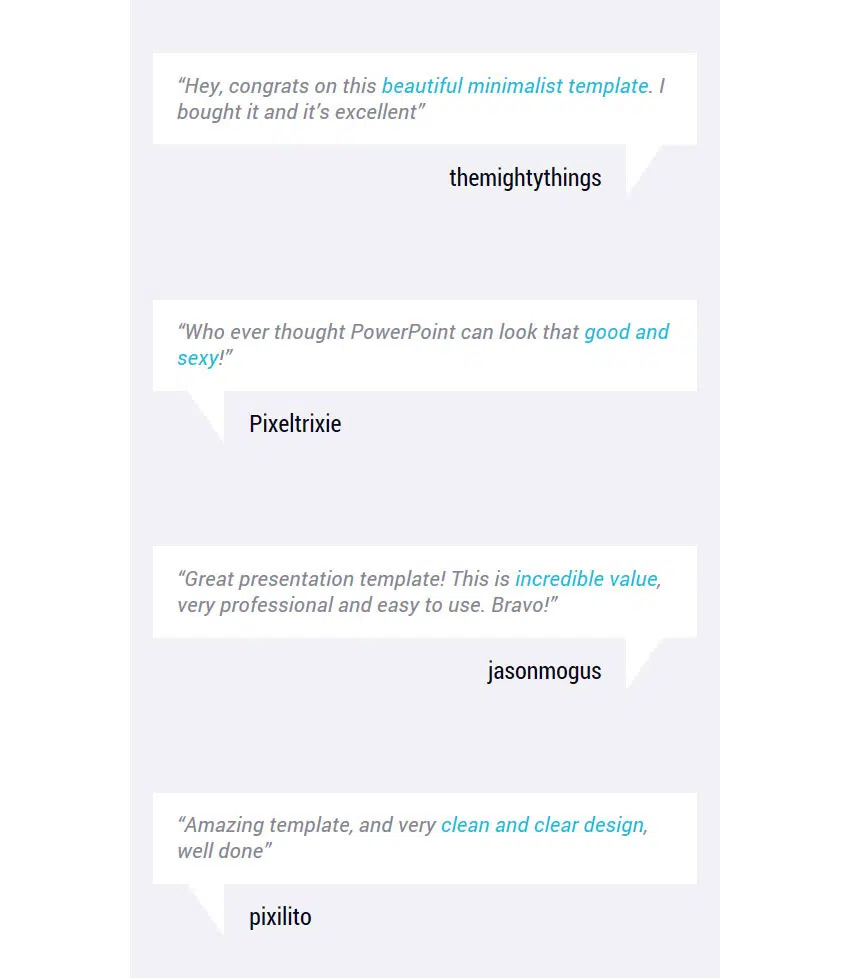 “Hey, congrats on this beautiful minimalist template. I
bought it and it’s excellent”
themightythings
“Who ever thought PowerPoint can look that good and
sexy!”
Pixeltrixie
“Great presentation template! This is incredible value,
very professional and easy to use. Bravo!”
jasonmogus
“Amazing template, and very clean and clear design,
well done”
pixilito